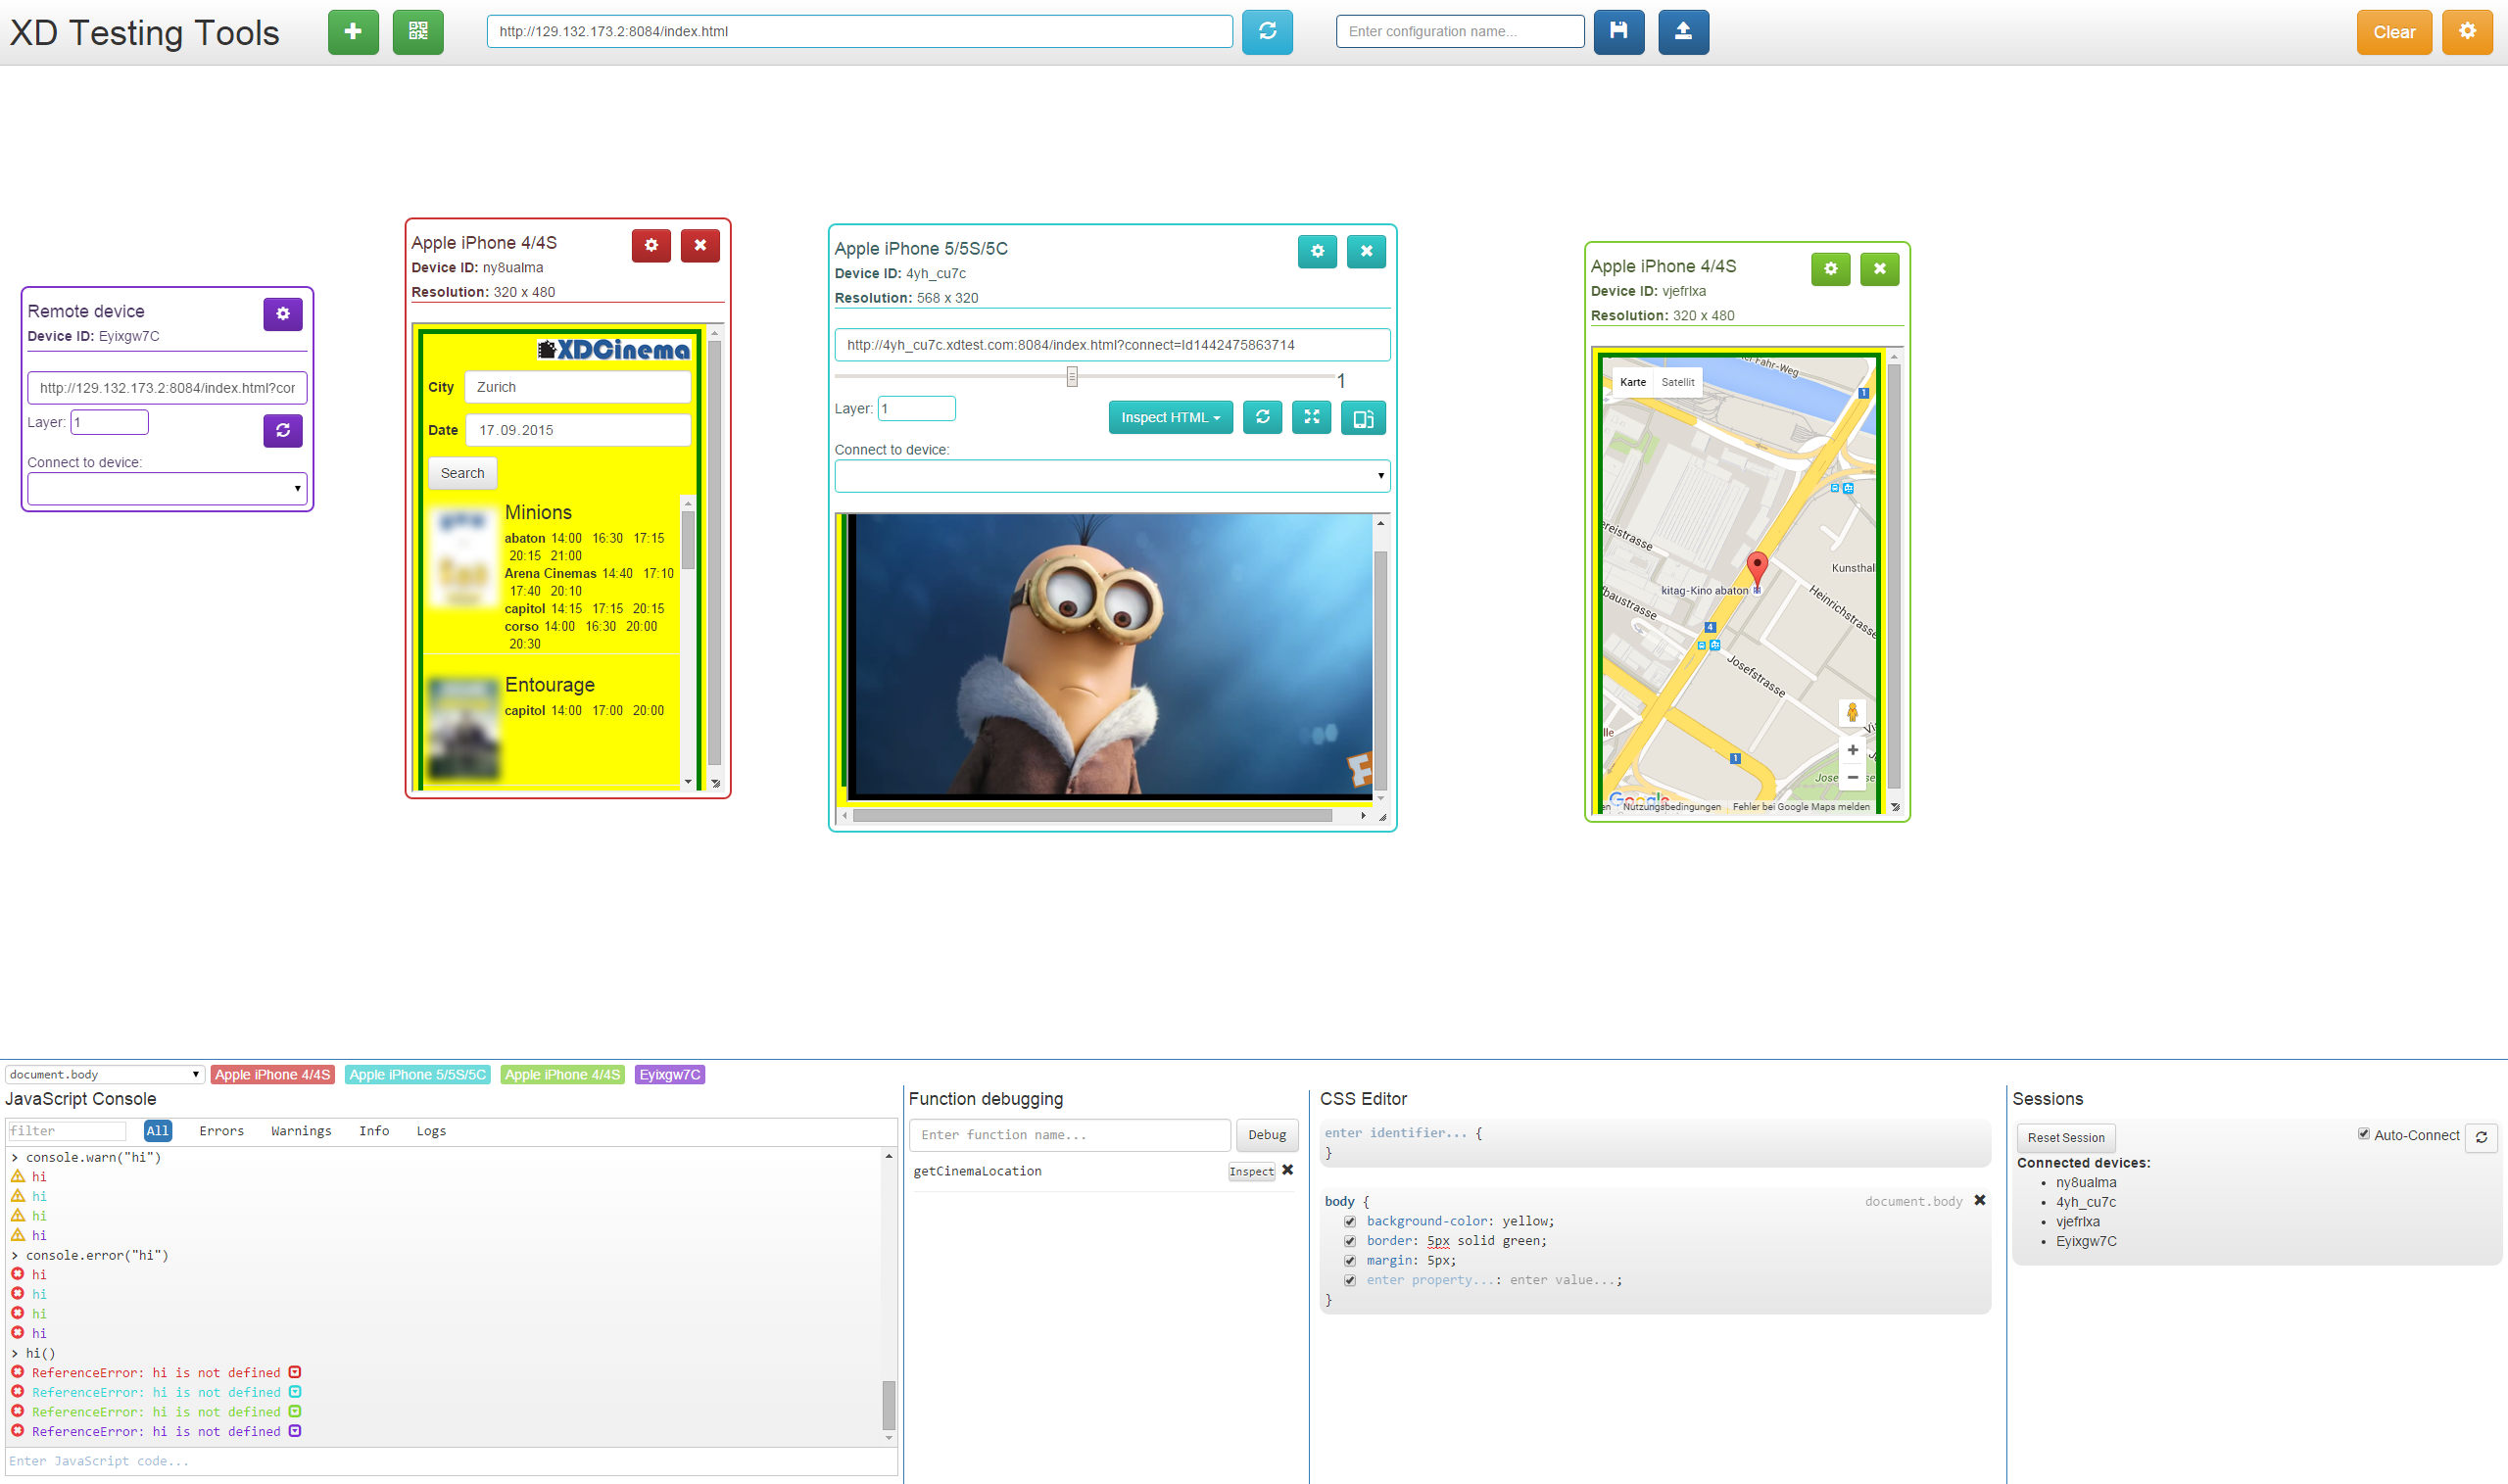 XD Testing Tools
http://129.132.173.2:8084/index.html
Enter configuration name...
Clear
Remote device
Device ID: Eyixgw7C
http://129.132.173.2:8084/index.html?cor
Layer: 1
Connect to device:
Apple iPhone 4/4S
Device ID: ny8ualma
Resolution: 320 x 480
XDCinema
City Zurich
Date 17.09.2015
Search
Minions
abaton 14:00 16:30 17:15
20:15 21:00
Arena Cinemas 14:40 17:10
17:40 20:10
capitol 14:15 17:15 20:15
corso 14:00 16:30 20:00
20:30
Entourage
capitol 14:00 17:00 20:00
Apple iPhone 5/5S/5C
Device ID: 4yh_cu7c
Resolution: 568 x 320
http://4yh_cu7c.xdtest.com:8084/index.html?connect=Id1442475863714
1
Layer: 1
Inspect HTML
Connect to device:
Apple iPhone 4/4S
Device ID: vjefrlxa
Resolution: 320 x 480
Karte Satellit
er Fahr-Weg
1
ereistrasse
Kunsthal
kitag-Kino abaton
Heinrichstrasse
fbaustrasse
4
Josefstrasse
lle
1
Jose
se
Google
en Nutzungsbedingungen Fehler bei Google Maps melden
document.body Apple iPhone 4/4S Apple iPhone 5/5S/5C Apple iPhone 4/4S Eyixgw7C
JavaScript Console
filter All Errors Warnings Info Logs
> console.warn("hi")
hi
hi
hi
hi
> console.error("hi")
hi
hi
hi
hi
> hi()
ReferenceError: hi is not defined
ReferenceError: hi is not defined
ReferenceError: hi is not defined
ReferenceError: hi is not defined
Enter JavaScript code...
Function debugging
Enter function name... Debug
getCinemaLocation Inspect
CSS Editor
enter identifier... {
}
body { document.body
background-color: yellow;
border: 5px solid green;
margin: 5px;
enter property...: enter value...;
}
Sessions
Reset Session Auto-Connect
Connected devices:
ny8ualma
4yh_cu7c
vjefrlxa
Eyixgw7C